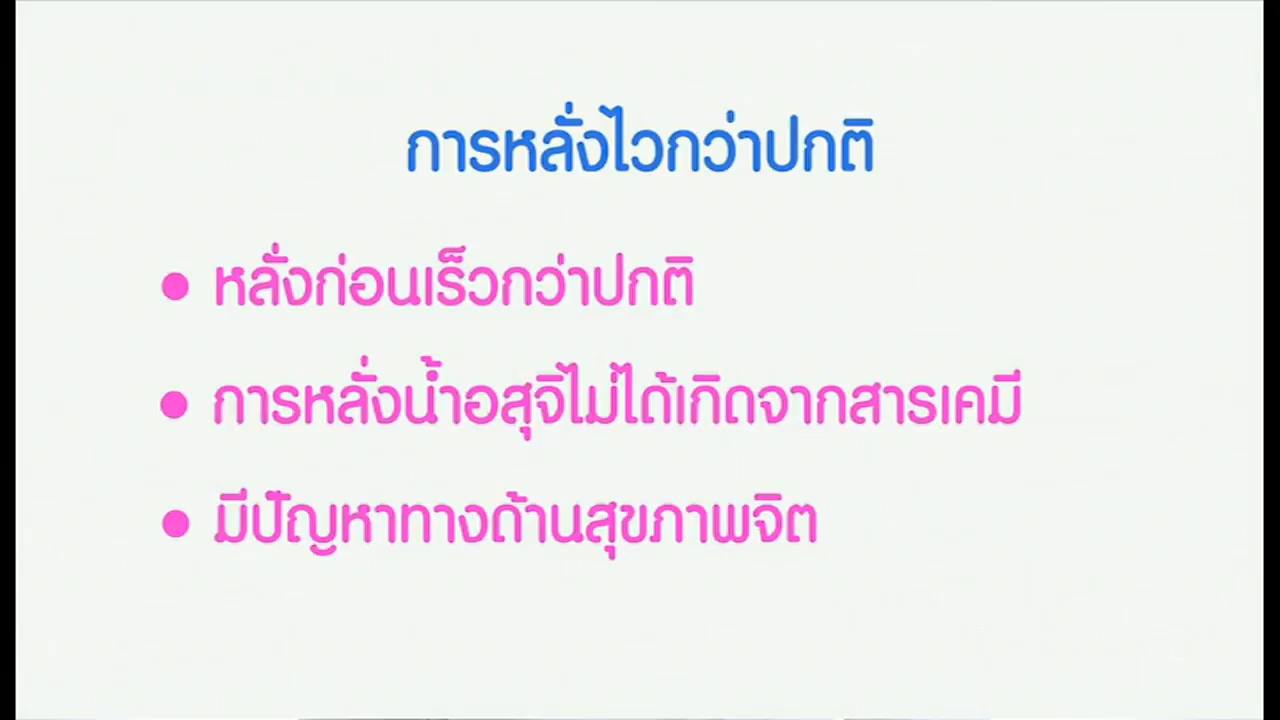 การหลั่งไวกว่าปกติ
● หลั่งก่อนเร็วกว่าปกติ
● การหลั่งน้ำอสุจิไม่ได้เกิดจากสารเคมี
● มีปัญหาทางด้านสุขภาพจิต